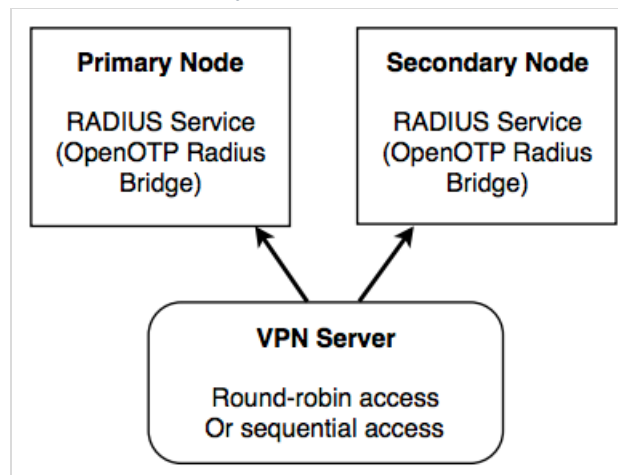 Primary Node
RADIUS Service
(OpenOTP Radius
Bridge)
Secondary Node
RADIUS Service
(OpenOTP Radius
Bridge)
VPN Server
Round-robin access
Or sequential access